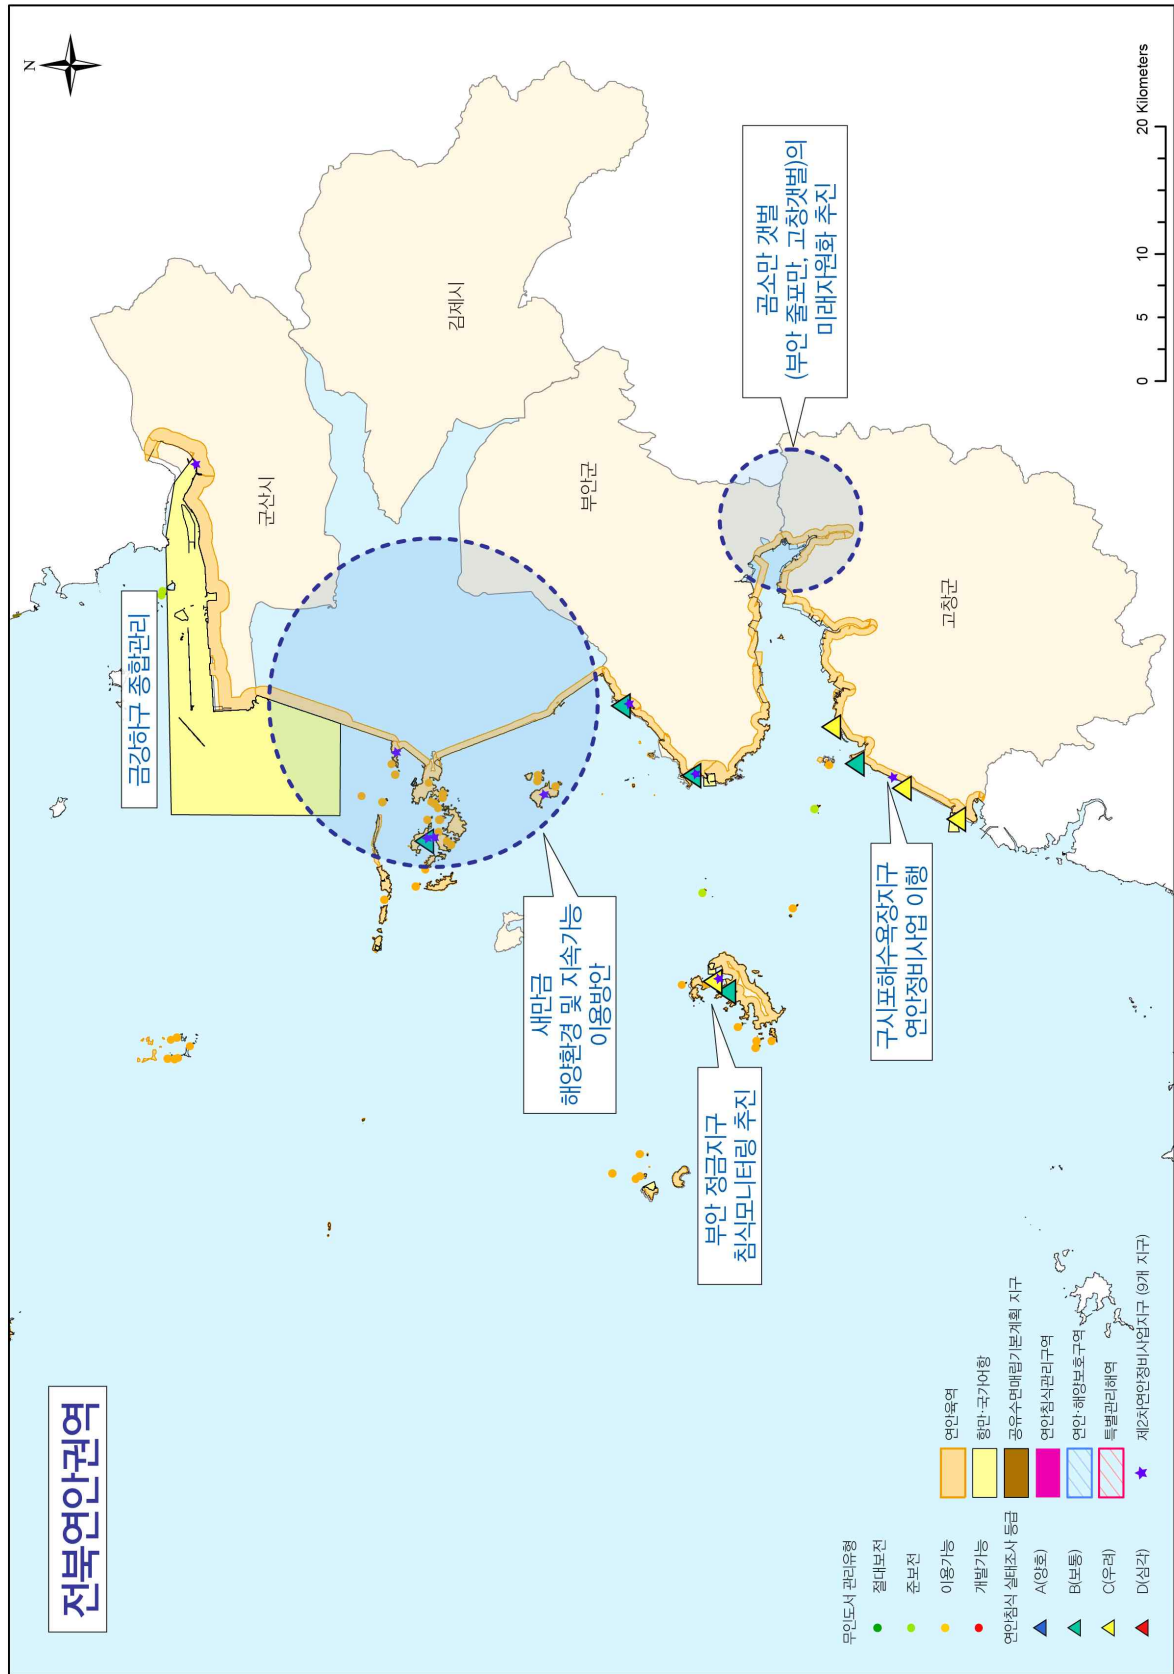 전북연안권역
N
금강하구 종합관리
군산시
김제시
부안군
고창군
새만금
해양환경 및 지속가능
이용방안
곰소만 갯벌
(부안 줄포만, 고창갯벌)의
미래자원화 추진
부안 정금지구
침식모니터링 추진
구시포해수욕장지구
연안정비사업 이행
무인도서 관리유형
절대보전
준보전
이용가능
개발가능
연안침식 실태조사 등급
A(양호)
B(보통)
C(우려)
D(심각)
연안육역
항만·국가어항
공유수면매립기본계획 지구
연안침식관리구역
연안·해양보호구역
특별관리해역
제2차연안정비사업지구 (9개 지구)
0 5 10 20 Kilometers